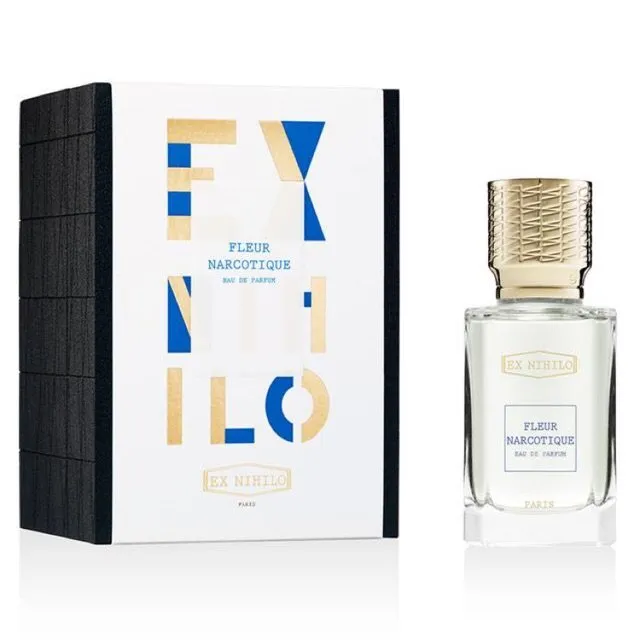 EX
NIHILO
FLEUR
NARCOTIQUE
EAU DE PARFUM
EX NIHILO
PARIS
EX NIHILO
FLEUR
NARCOTIQUE
EAU DE PARFUM
PARIS